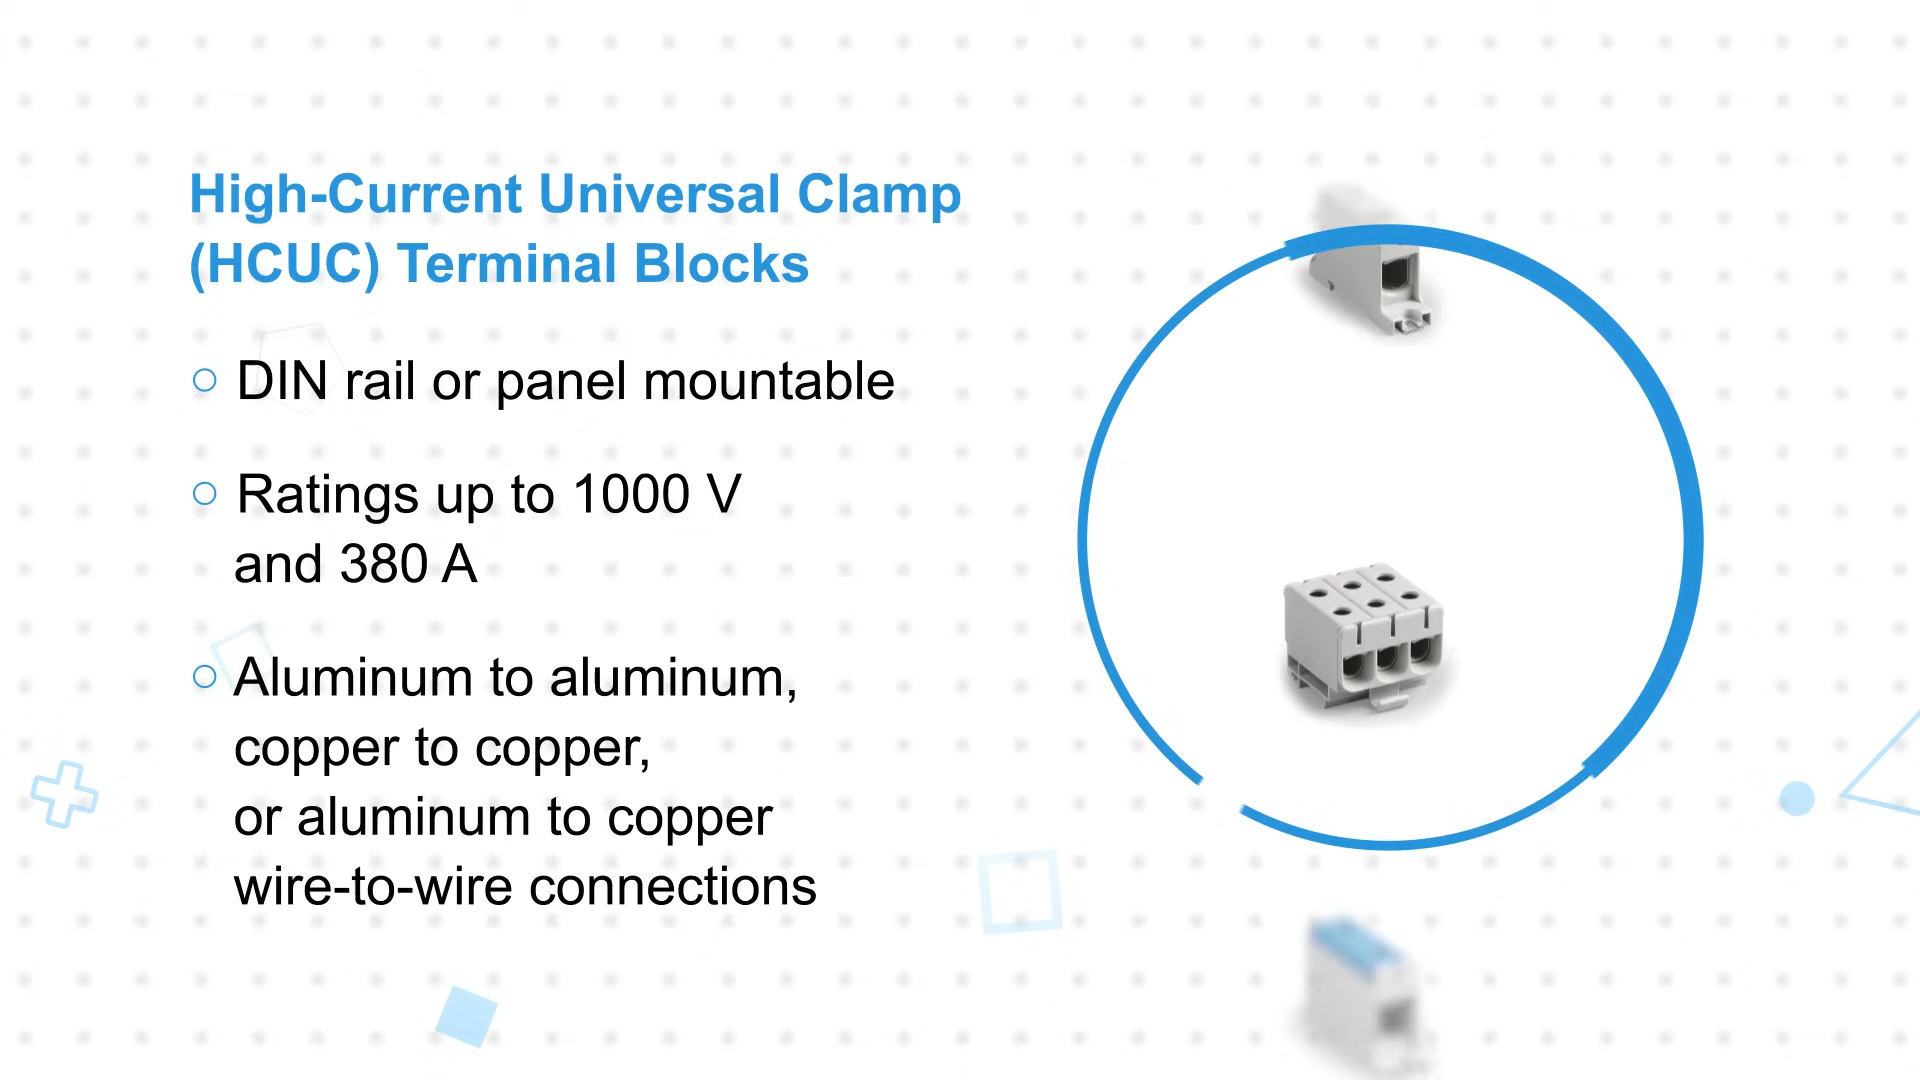 High-Current Universal Clamp
(HCUC) Terminal Blocks
DIN rail or panel mountable
Ratings up to 1000 V
and 380 A
Aluminum to aluminum,
copper to copper,
or aluminum to copper
wire-to-wire connections